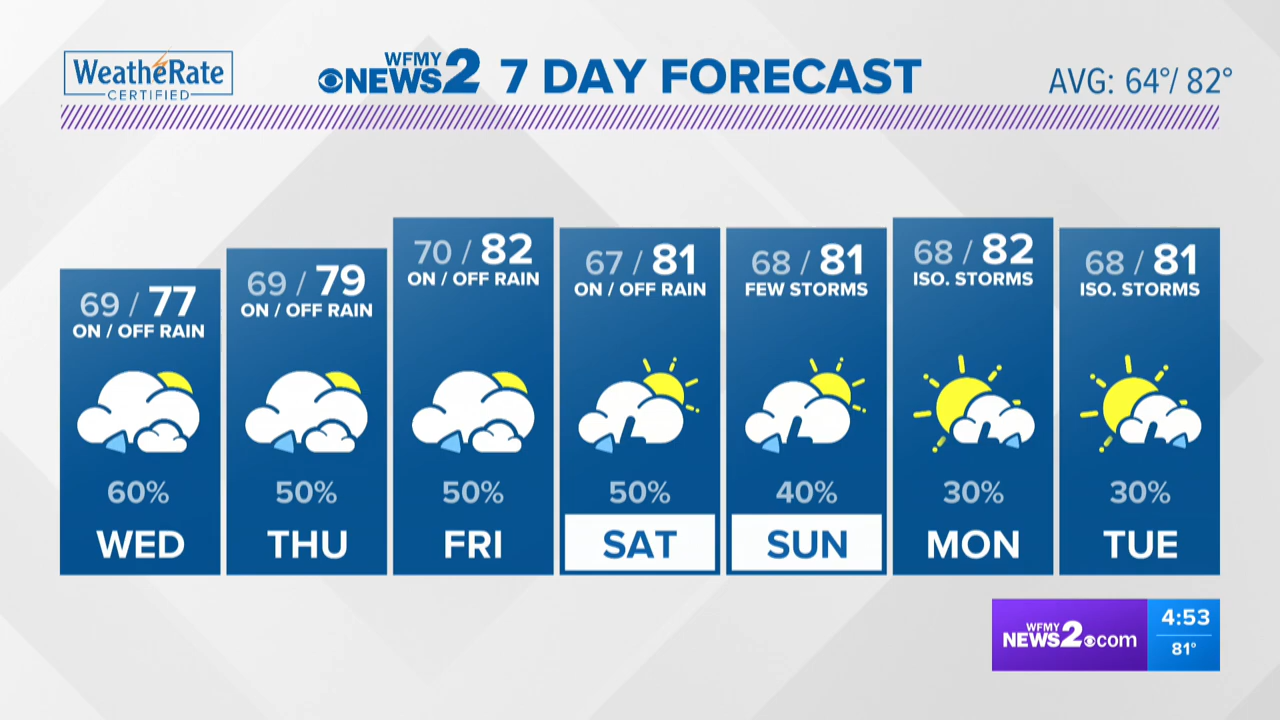 WeatheRate
CERTIFIED
WFMY
NEWS 2 7 DAY FORECAST
AVG: 64°/ 82°
69 / 77
ON / OFF RAIN
60%
WED
69 / 79
ON / OFF RAIN
50%
THU
70 / 82
ON / OFF RAIN
50%
FRI
67 / 81
ON / OFF RAIN
50%
SAT
68 / 81
FEW STORMS
40%
SUN
68 / 82
ISO. STORMS
30%
MON
68 / 81
ISO. STORMS
30%
TUE
WFMY
NEWS2 com
4:53
81°